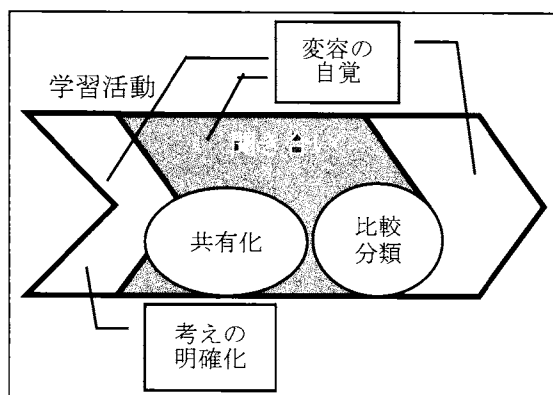 変容の
自覚
学習活動
共有化
比較
分類
考えの
明確化